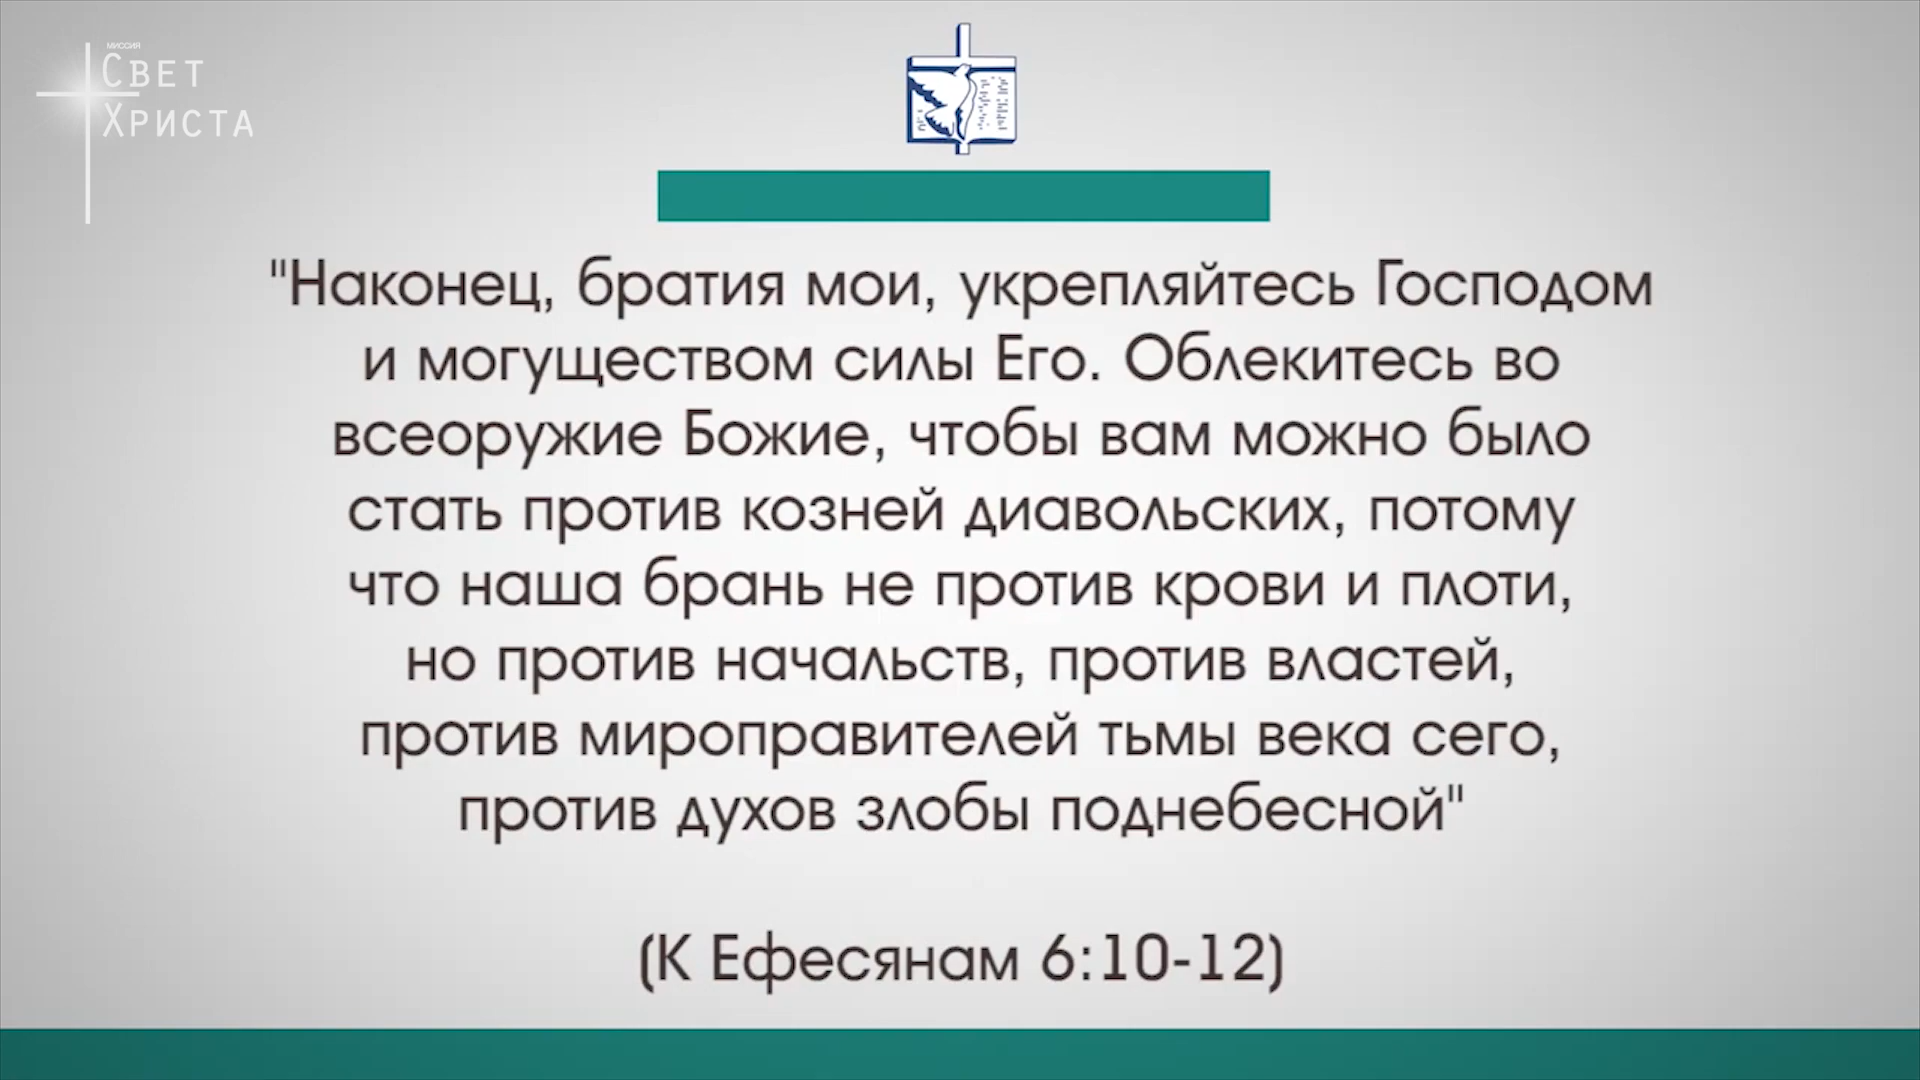 МИССИЯ
Свет
Христа
"Наконец, братия мои, укрепляйтесь Господом
и могуществом силы Его. Облекитесь во
всеоружие Божие, чтобы вам можно было
стать против козней диавольских, потому
что наша брань не против крови и плоти,
но против начальств, против властей,
против мироправителей тьмы века сего,
против духов злобы поднебесной"
(К Ефесянам 6:10-12)